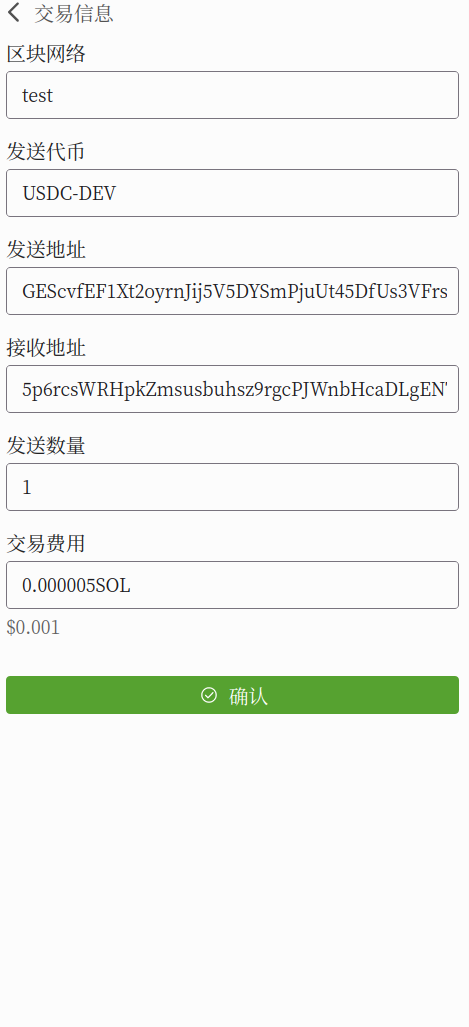 交易信息
区块网络
test
发送代币
USDC-DEV
发送地址
GEScvfEF1Xt2oyrnJij5V5DYSmPjuUt45DfUs3VFrs
接收地址
5p6rcsWRHpkZmsusbuhsz9rgcPJWnbHcaDLgEN
发送数量
1
交易费用
0.000005SOL
$0.001
确认